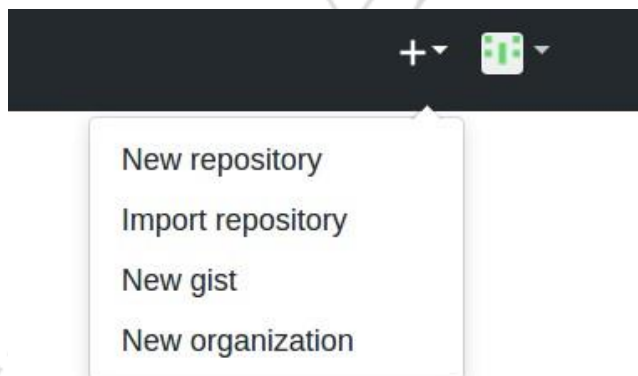 New repository
Import repository
New gist
New organization